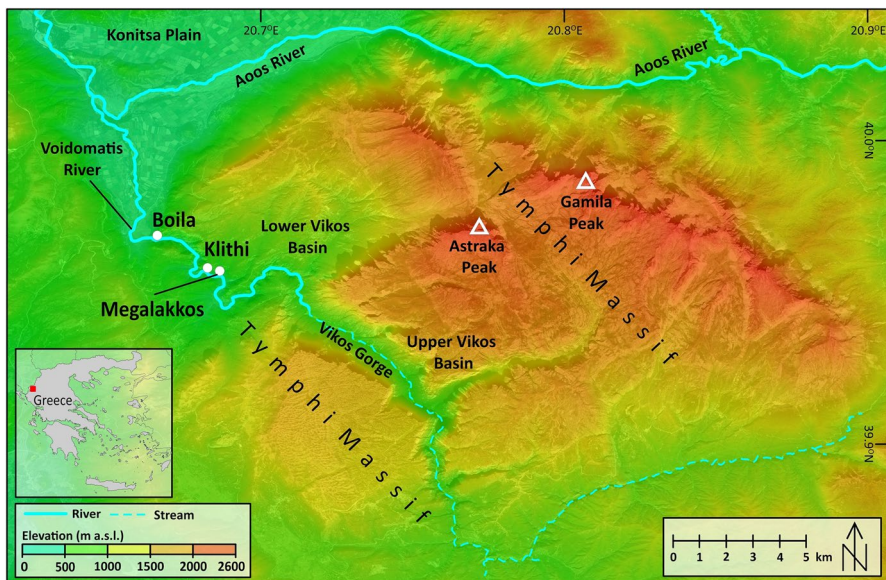 20.7°E
20.8°E
20.9°E
Konitsa Plain
Aoos River
Aoos River
40.0°N
Voidomatis
River
Boila
Klithi
Megalakkos
Lower Vikos
Basin
Tymphi Massif
Gamila
Peak
Astraka
Peak
Upper Vikos
Basin
Vikos Gorge
Tymphi Massif
39.9°N
Greece
River
Stream
Elevation (m a.s.l.)
0 500 1000 1500 2000 2600
0 1 2 3 4 5 km
N